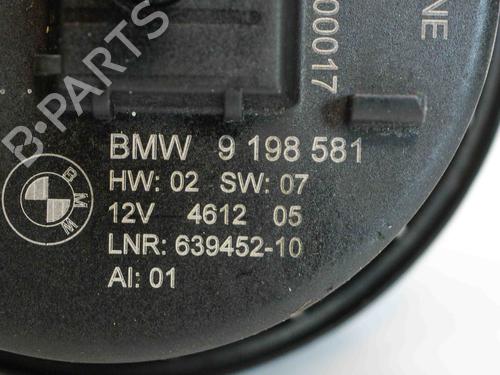 B-PARTS
NE
00017
BMW 9 198 581
HW: 02 SW: 07
12V 4612 05
LNR: 639452-10
AI: 01
BMW